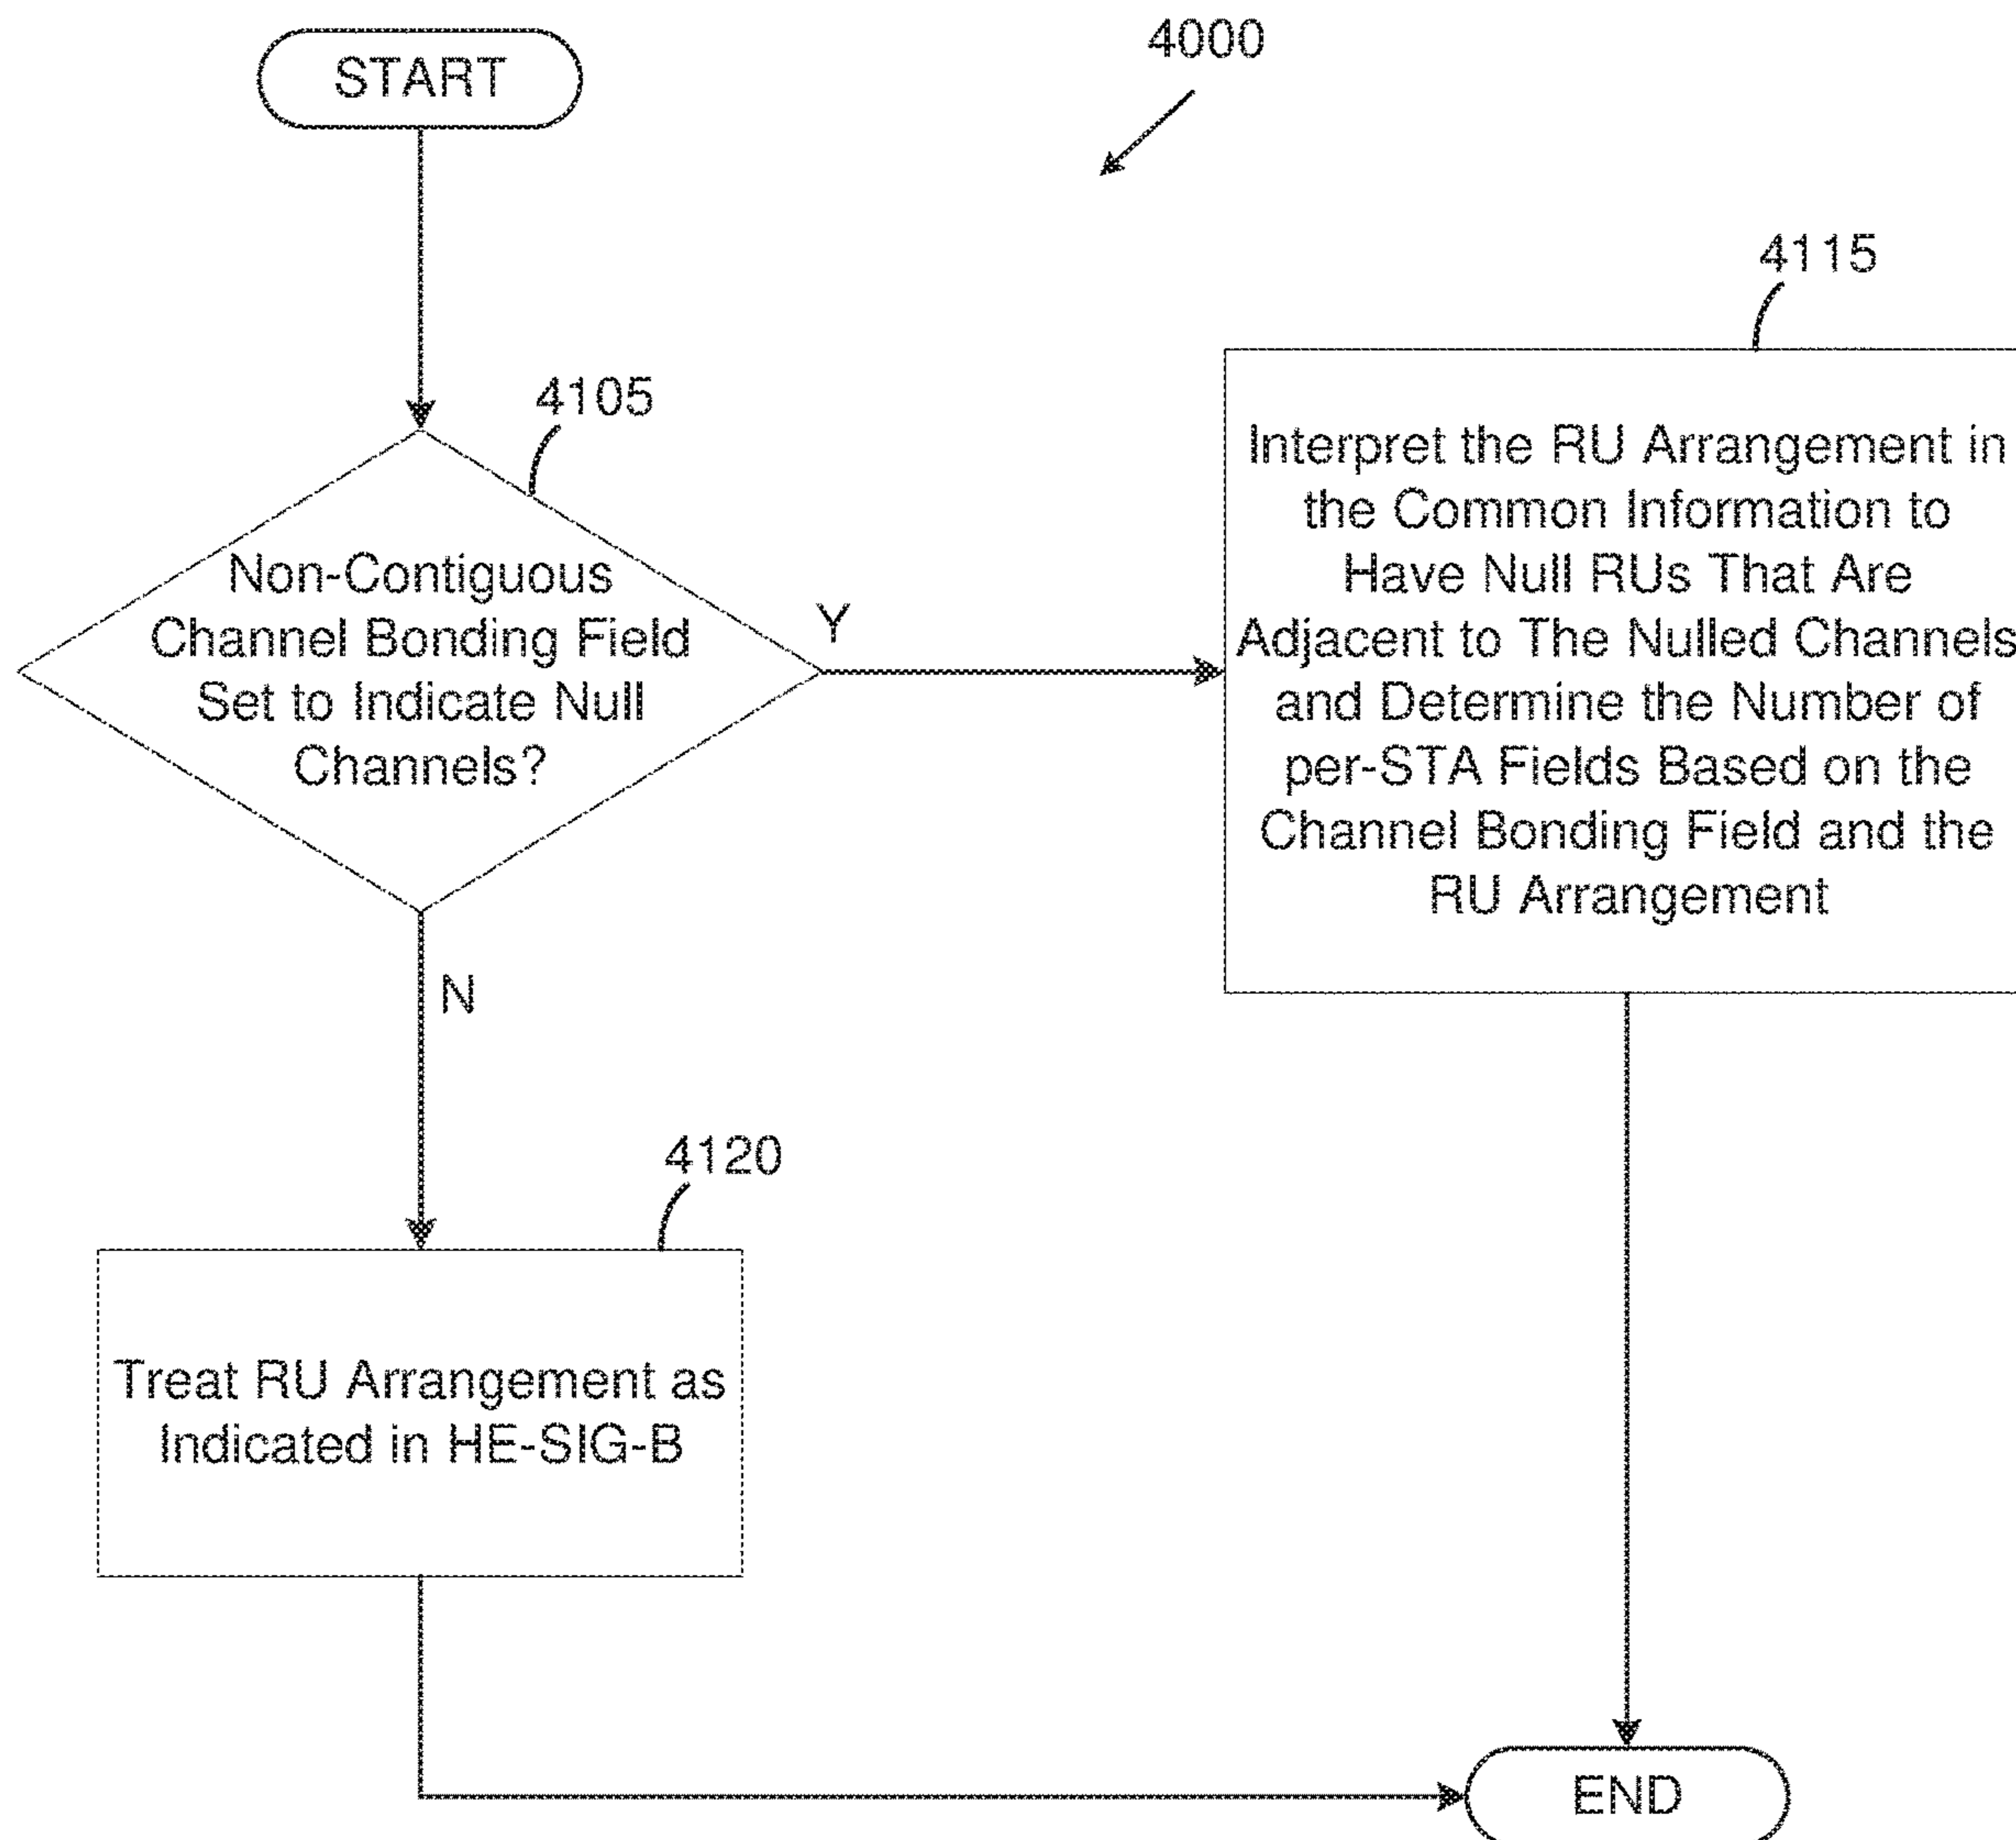 START
4000
4105
Non-Contiguous
Channel Bonding Field
Set to Indicate Null
Channels?
Y
N
4115
Interpret the RU Arrangement in
the Common Information to
Have Null RUs That Are
Adjacent to The Nulled Channels
and Determine the Number of
per-STA Fields Based on the
Channel Bonding Field and the
RU Arrangement
4120
Treat RU Arrangement as
Indicated in HE-SIG-B
END